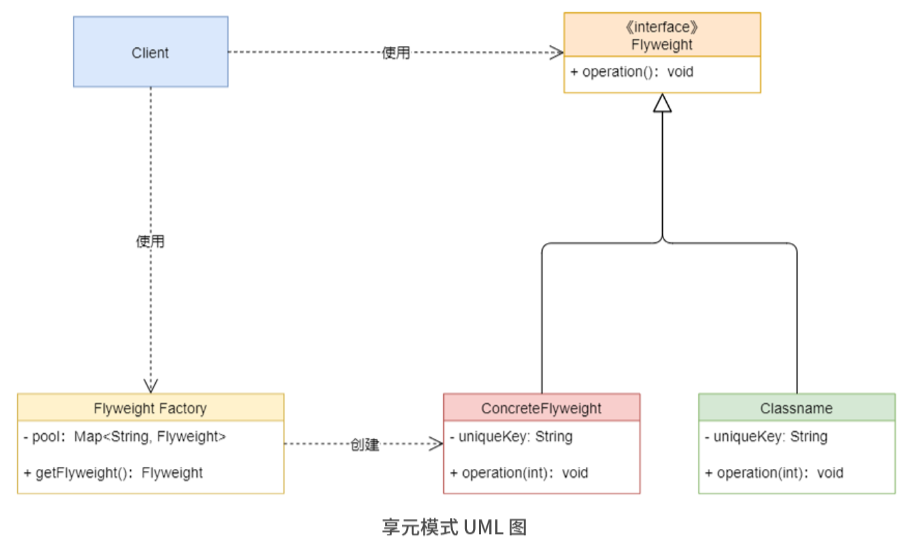 Client
使用
《interface》
Flyweight
+ operation()：void
使用
Flyweight Factory
- pool：Map<String, Flyweight>
+ getFlyweight()：Flyweight
创建
ConcreteFlyweight
- uniqueKey: String
+ operation(int)：void
Classname
- uniqueKey: String
+ operation(int)：void
享元模式 UML 图